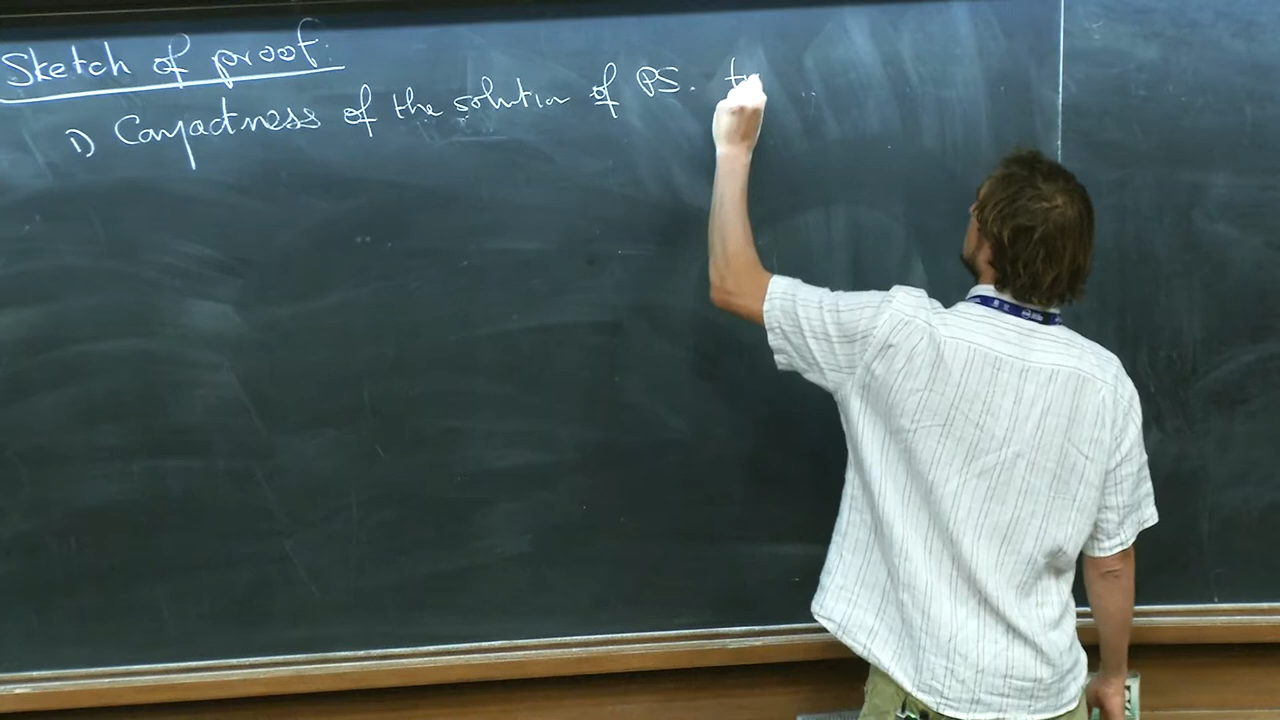 Sketch of proof:
1) Compactness of the solution of PS.